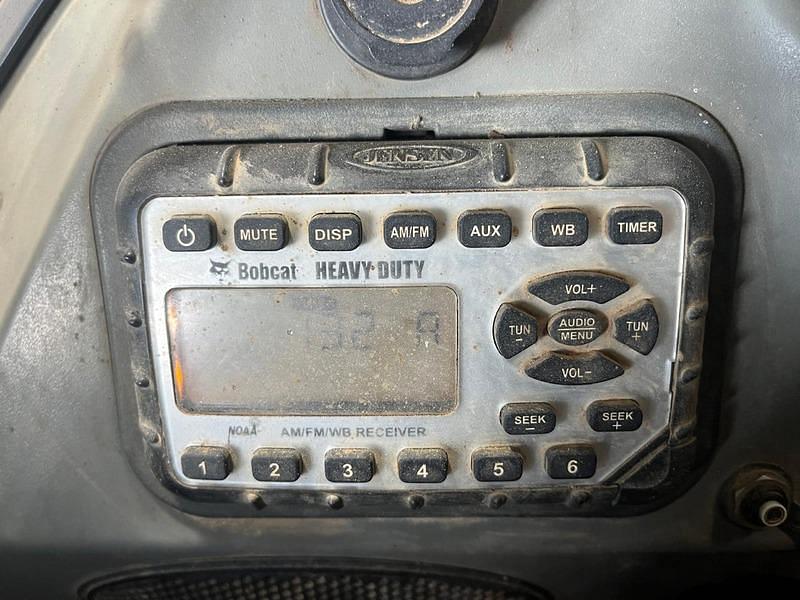 JENSEN
MUTE DISP AM/FM AUX WB TIMER
Bobcat HEAVY DUTY
VOL+
TUN - AUDIO MENU TUN +
VOL-
SEEK - SEEK +
NOAA AM/FM/WB RECEIVER
1 2 3 4 5 6